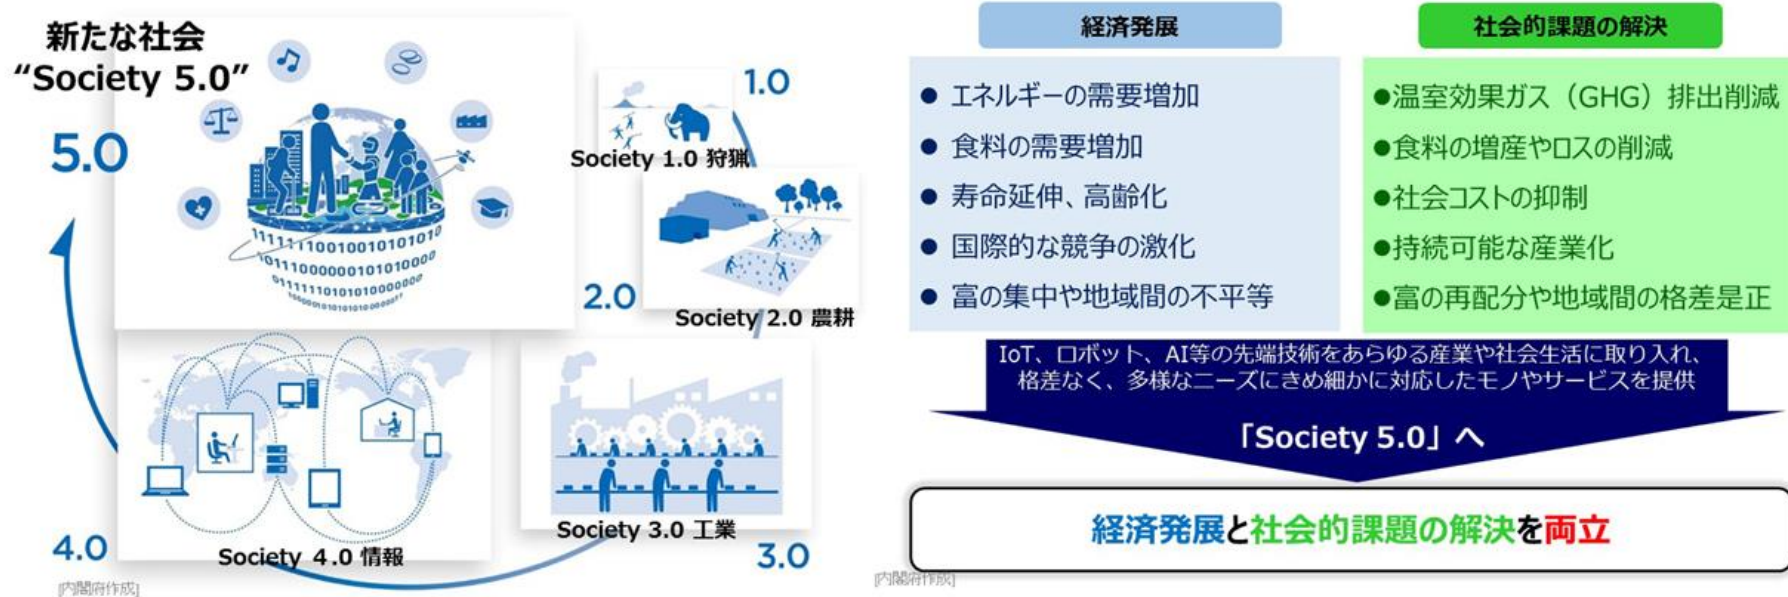 新たな社会
“Society 5.0”
5.0
1.0
Society 1.0 狩猟
2.0
Society 2.0 農耕
11111110010010101010
Society 3.0 工業
3.0
4.0
Society 4.0 情報
[内閣府作成]
経済発展
● エネルギーの需要増加
● 食料の需要増加
● 寿命延伸、高齢化
● 国際的な競争の激化
● 富の集中や地域間の不平等
社会的課題の解決
●温室効果ガス（GHG）排出削減
●食料の増産やロスの削減
●社会コストの抑制
●持続可能な産業化
●富の再配分や地域間の格差是正
IoT、ロボット、AI等の先端技術をあらゆる産業や社会生活に取り入れ、
格差なく、多様なニーズにきめ細かに対応したモノやサービスを提供
「Society 5.0」へ
経済発展と社会的課題の解決を両立
[内閣府作成]